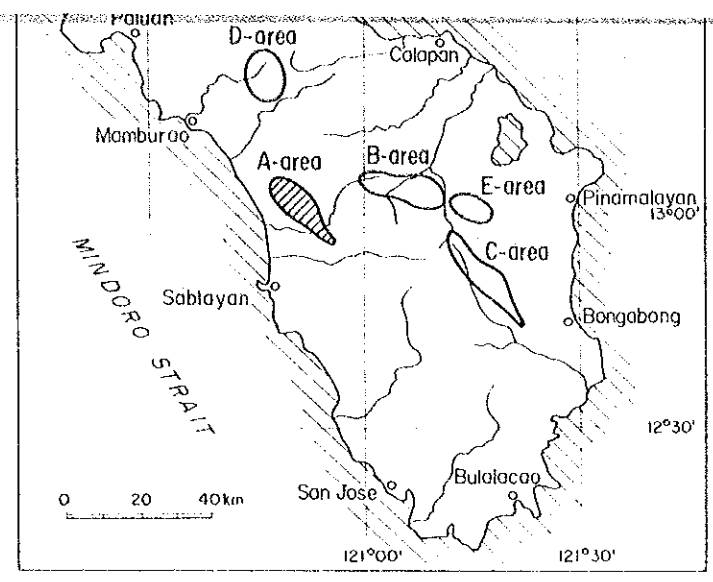 Paluan
D-area
Calapan
Mamburao
A-area
B-area
E-area
Pinamalayan
13°00'
C-area
MINDORO STRAIT
Sablayan
Bongabong
12°30'
0 20 40km
San Jose
Bulalacao
121°00'
121°30'